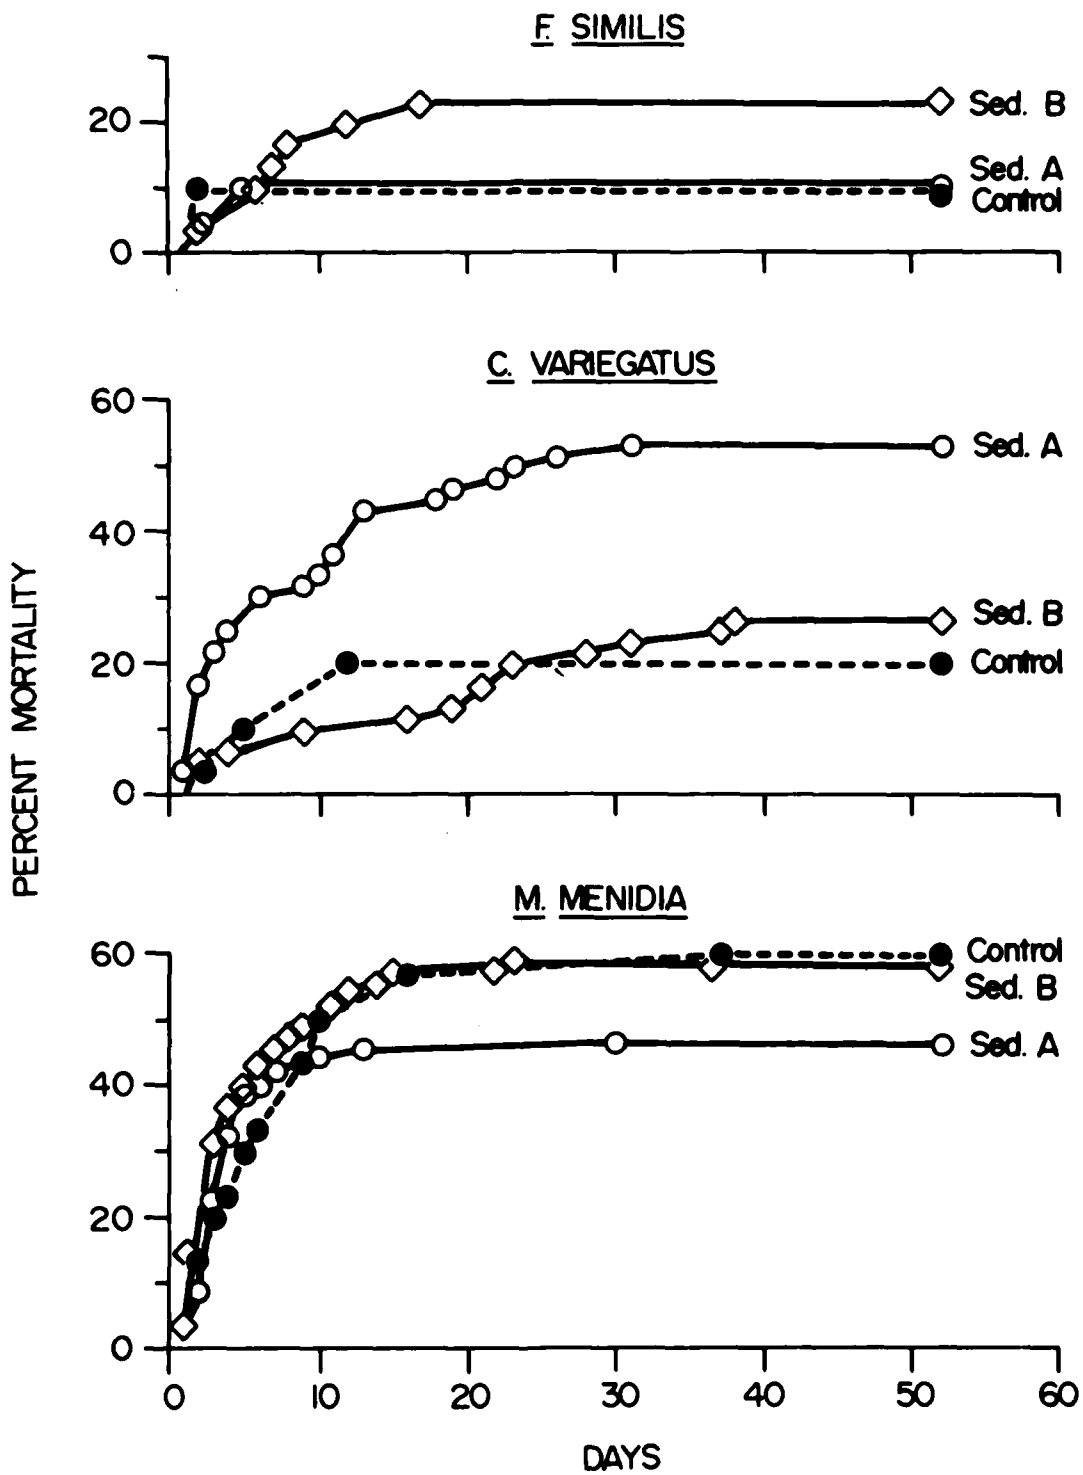 F. SIMILIS
20
0
Sed. B
Sed. A
Control
C. VARIEGATUS
60
40
20
0
Sed. A
Sed. B
Control
PERCENT MORTALITY
M. MENIDIA
60
40
20
0
Control
Sed. B
Sed. A
0 10 20 30 40 50 60
DAYS